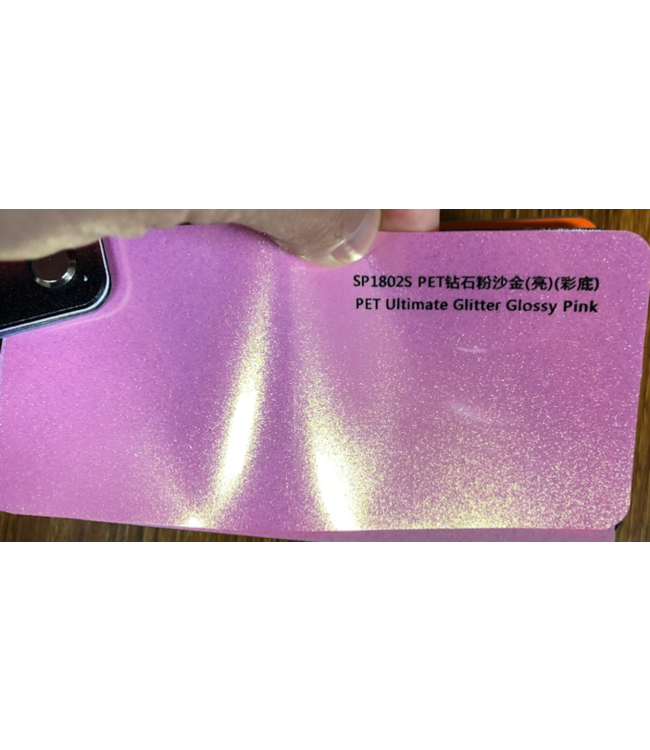 SP1802S PET钻石粉沙金(亮)(彩底)
PET Ultimate Glitter Glossy Pink